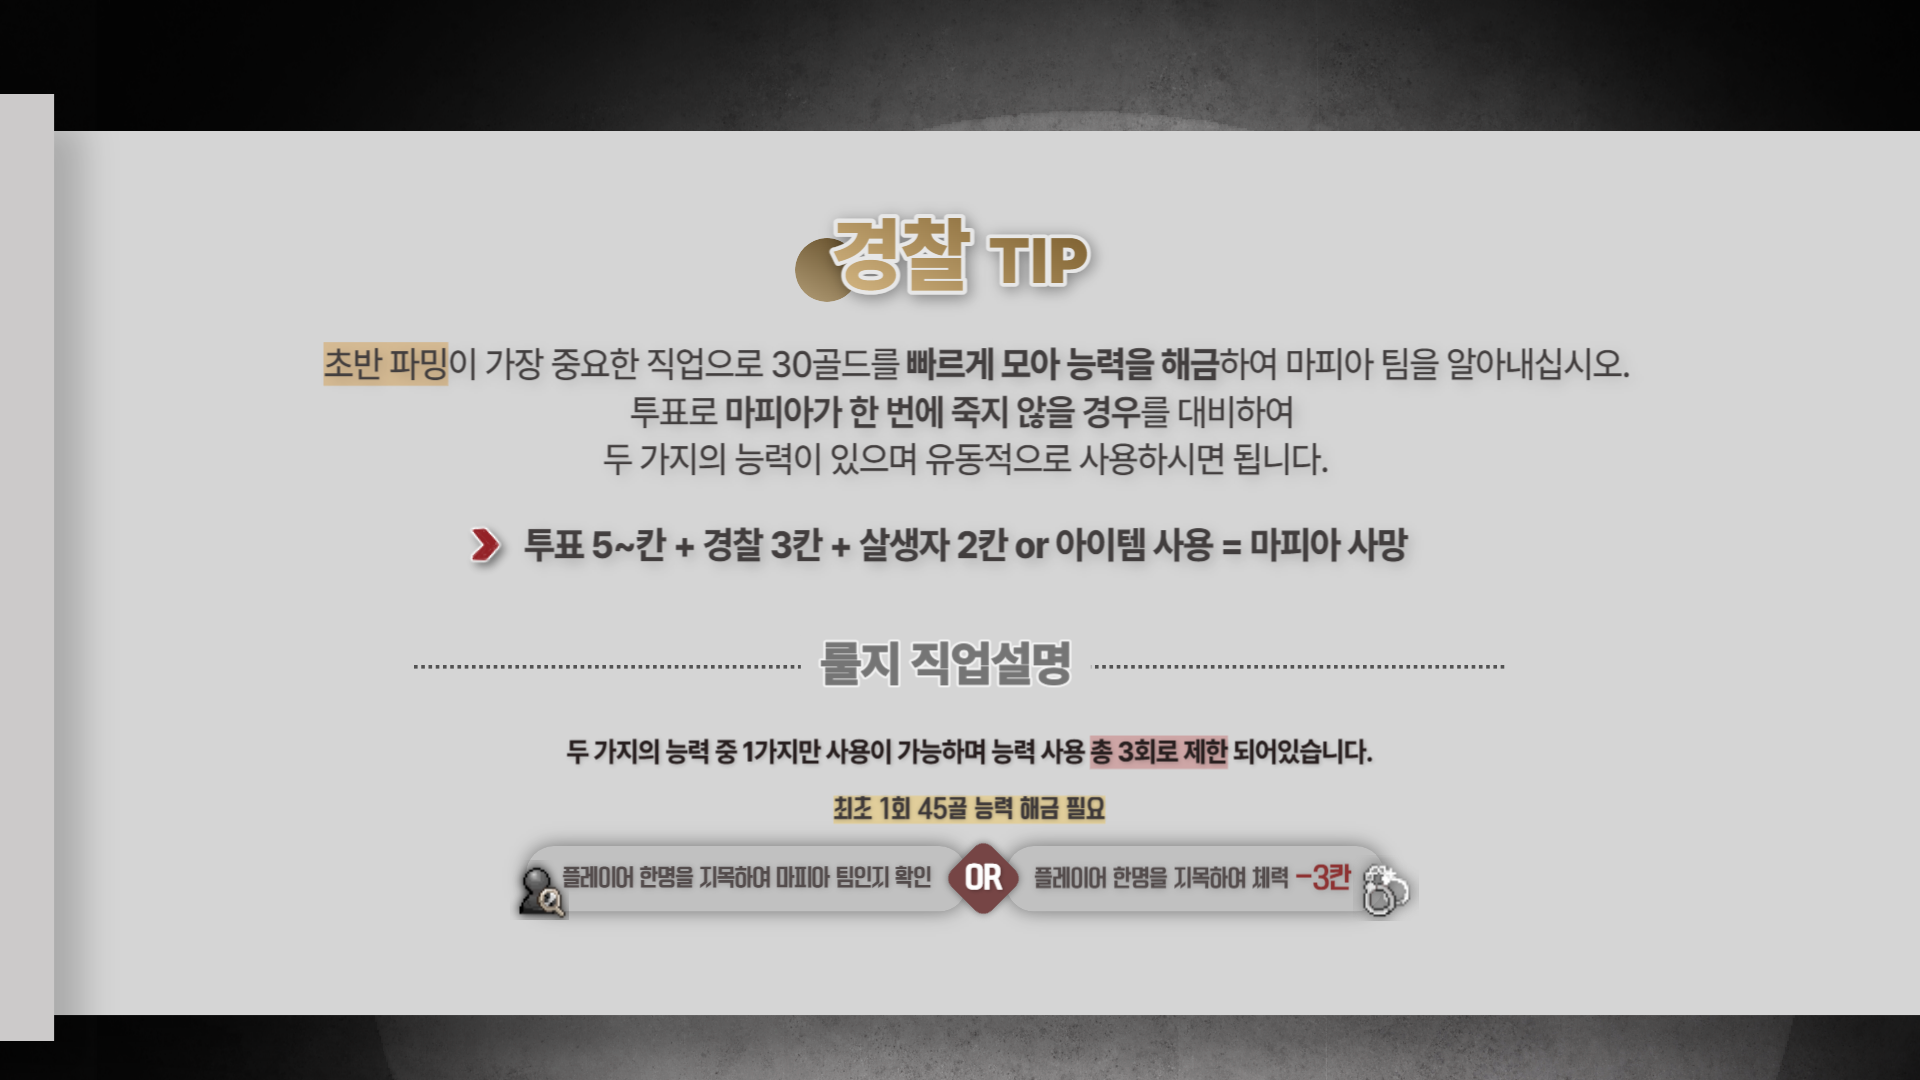 경찰 TIP
초반 파밍이 가장 중요한 직업으로 30골드를 빠르게 모아 능력을 해금하여 마피아 팀을 알아내십시오.
투표로 마피아가 한 번에 죽지 않을 경우를 대비하여
두 가지의 능력이 있으며 유동적으로 사용하시면 됩니다.
투표 5~칸 + 경찰 3칸 + 살생자 2칸 or 아이템 사용 = 마피아 사망
룰지 직업설명
두 가지의 능력 중 1가지만 사용이 가능하며 능력 사용 총 3회로 제한 되어있습니다.
최초 1회 45골 능력 해금 필요
플레이어 한명을 지목하여 마피아 팀인지 확인 OR 플레이어 한명을 지목하여 체력 -3칸